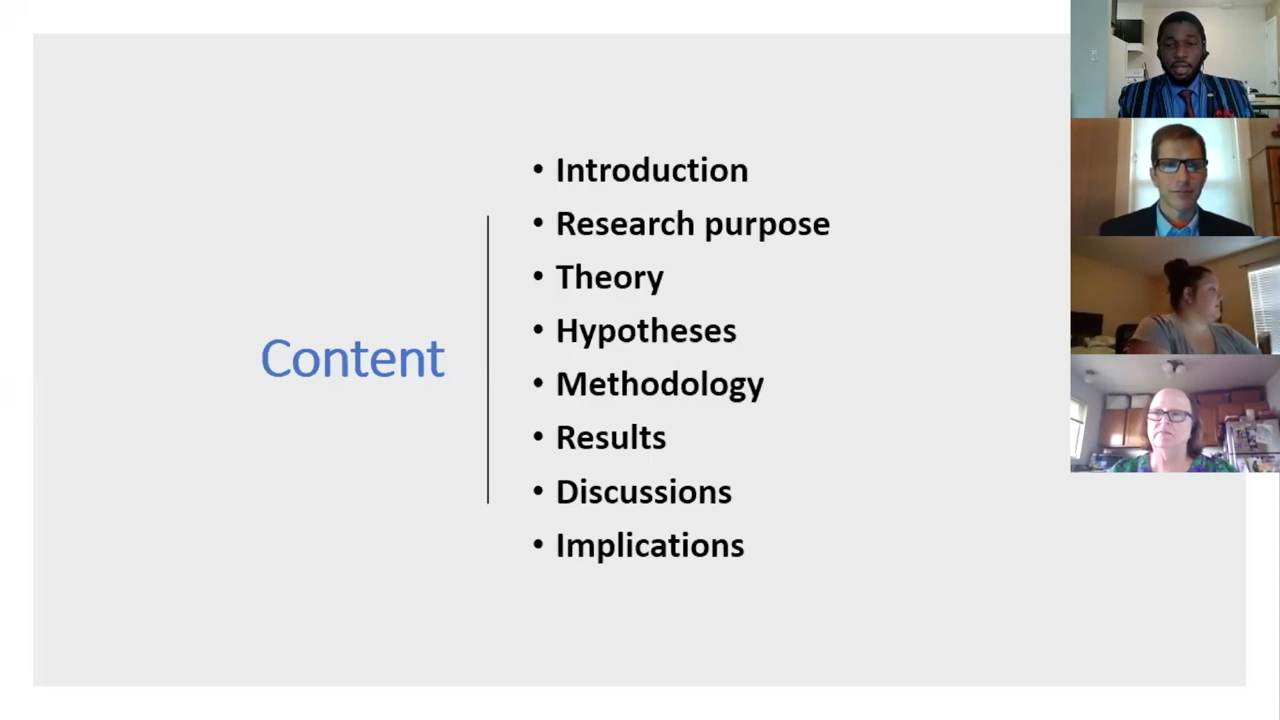 Content
• Introduction
• Research purpose
• Theory
• Hypotheses
• Methodology
• Results
• Discussions
• Implications